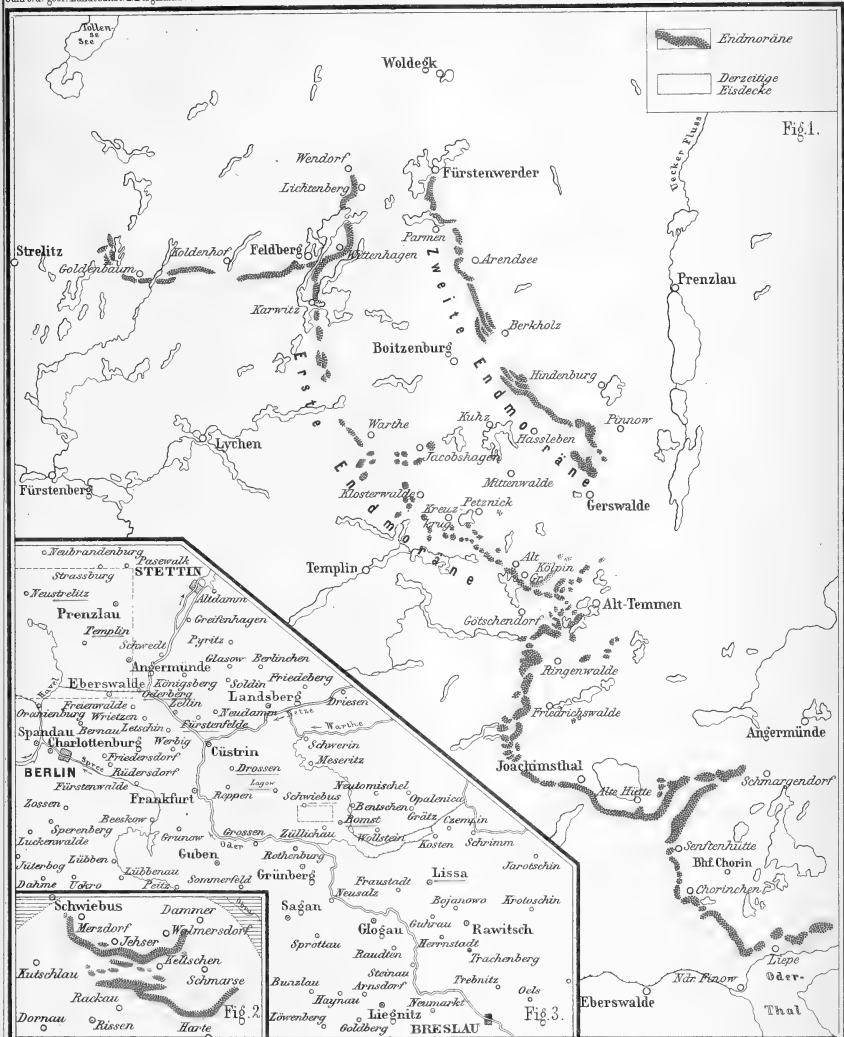 Tollen-
se
See
Woldegk
Endmoräne
Derzeitige
Eisdecke
Fig.1.
Uecker Fluss
Wendorf
Lichtenberg
Fürstenwerder
Strelitz
Goldenbaum
Koldenhof
Feldberg
Wittenhagen
Parmen
Arendsee
Prenzlau
Karwitz
Zweite Endmoräne
Berkholz
Boitzenburg
Erste Endmoräne
Hindenburg
Lychen
Warthe
Kuhz
Hassleben
Pinnow
Jacobshagen
Mittenwalde
Fürstenberg
Klosterwalde
Petznick
Gerswalde
Kreuz
krug
Templin
Alt
Kölpin
Gr.
Alt-Temmen
Götschendorf
Ringenwalde
Friedrichswalde
Angermünde
Joachimsthal
Alte Hütte
Schmargendorf
Senftenhütte
Bhf. Chorin
Chorinchen
Liepe
Ndr. Finow
Oder-
Thal
Eberswalde
Neubrandenburg
Pasewalk
Strassburg
STETTIN
Neustrelitz
Altdamm
Prenzlau
Greifenhagen
Templin
Pyritz
Schwedt
Glasow
Berlinchen
Angermünde
Eberswalde
Königsberg
Soldin
Friedeberg
Havel
Oderberg
Landsberg
Driesen
Freienwalde
Zellin
Neudamm
Netze
Oranienburg
Wrietzen
Fürstenfelde
Warthe
Bernau
Letschin
Spandau
Charlottenburg
Werbig
Cüstrin
Schwerin
Friedersdorf
Drossen
Meseritz
BERLIN
Spree
Rüdersdorf
Lagow
Fürstenwalde
Neutomischel
Frankfurt
Reppen
Schwiebus
Opalenica
Zossen
Bentschen
Beeskow
Bomst
Grätz
Czempin
Sperenberg
Grunow
Crossen
Züllichau
Wollstein
Luckenwalde
Oder
Kosten
Schrimm
Guben
Rothenburg
Jüterbog
Lübben
Jarotschin
Lübbenau
Grünberg
Lissa
Dahme
Uckro
Peitz
Sommerfeld
Fraustadt
Neusalz
Bojanowo
Krotoschin
Sagan
Glogau
Guhrau
Rawitsch
Sprottau
Herrnstadt
Raudten
Trachenberg
Steinau
Bunzlau
Arnsdorf
Trebnitz
Haynau
Neumarkt
Oels
Löwenberg
Liegnitz
Goldberg
BRESLAU
Fig.3.
Schwiebus
Dammer
Merzdorf
Wolmersdorf
Jehser
Keltschen
Kutschlau
Schmarse
Rackau
Fig.2
Dornau
Rissen
Harte